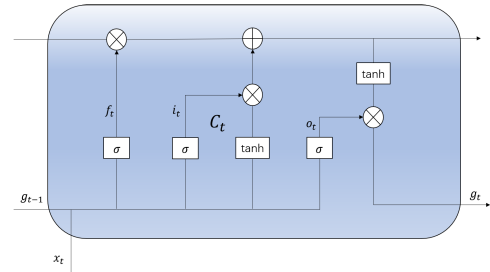 tanh
f_t
i_t
C_t
o_t
σ
σ
tanh
σ
g_{t-1}
g_t
x_t